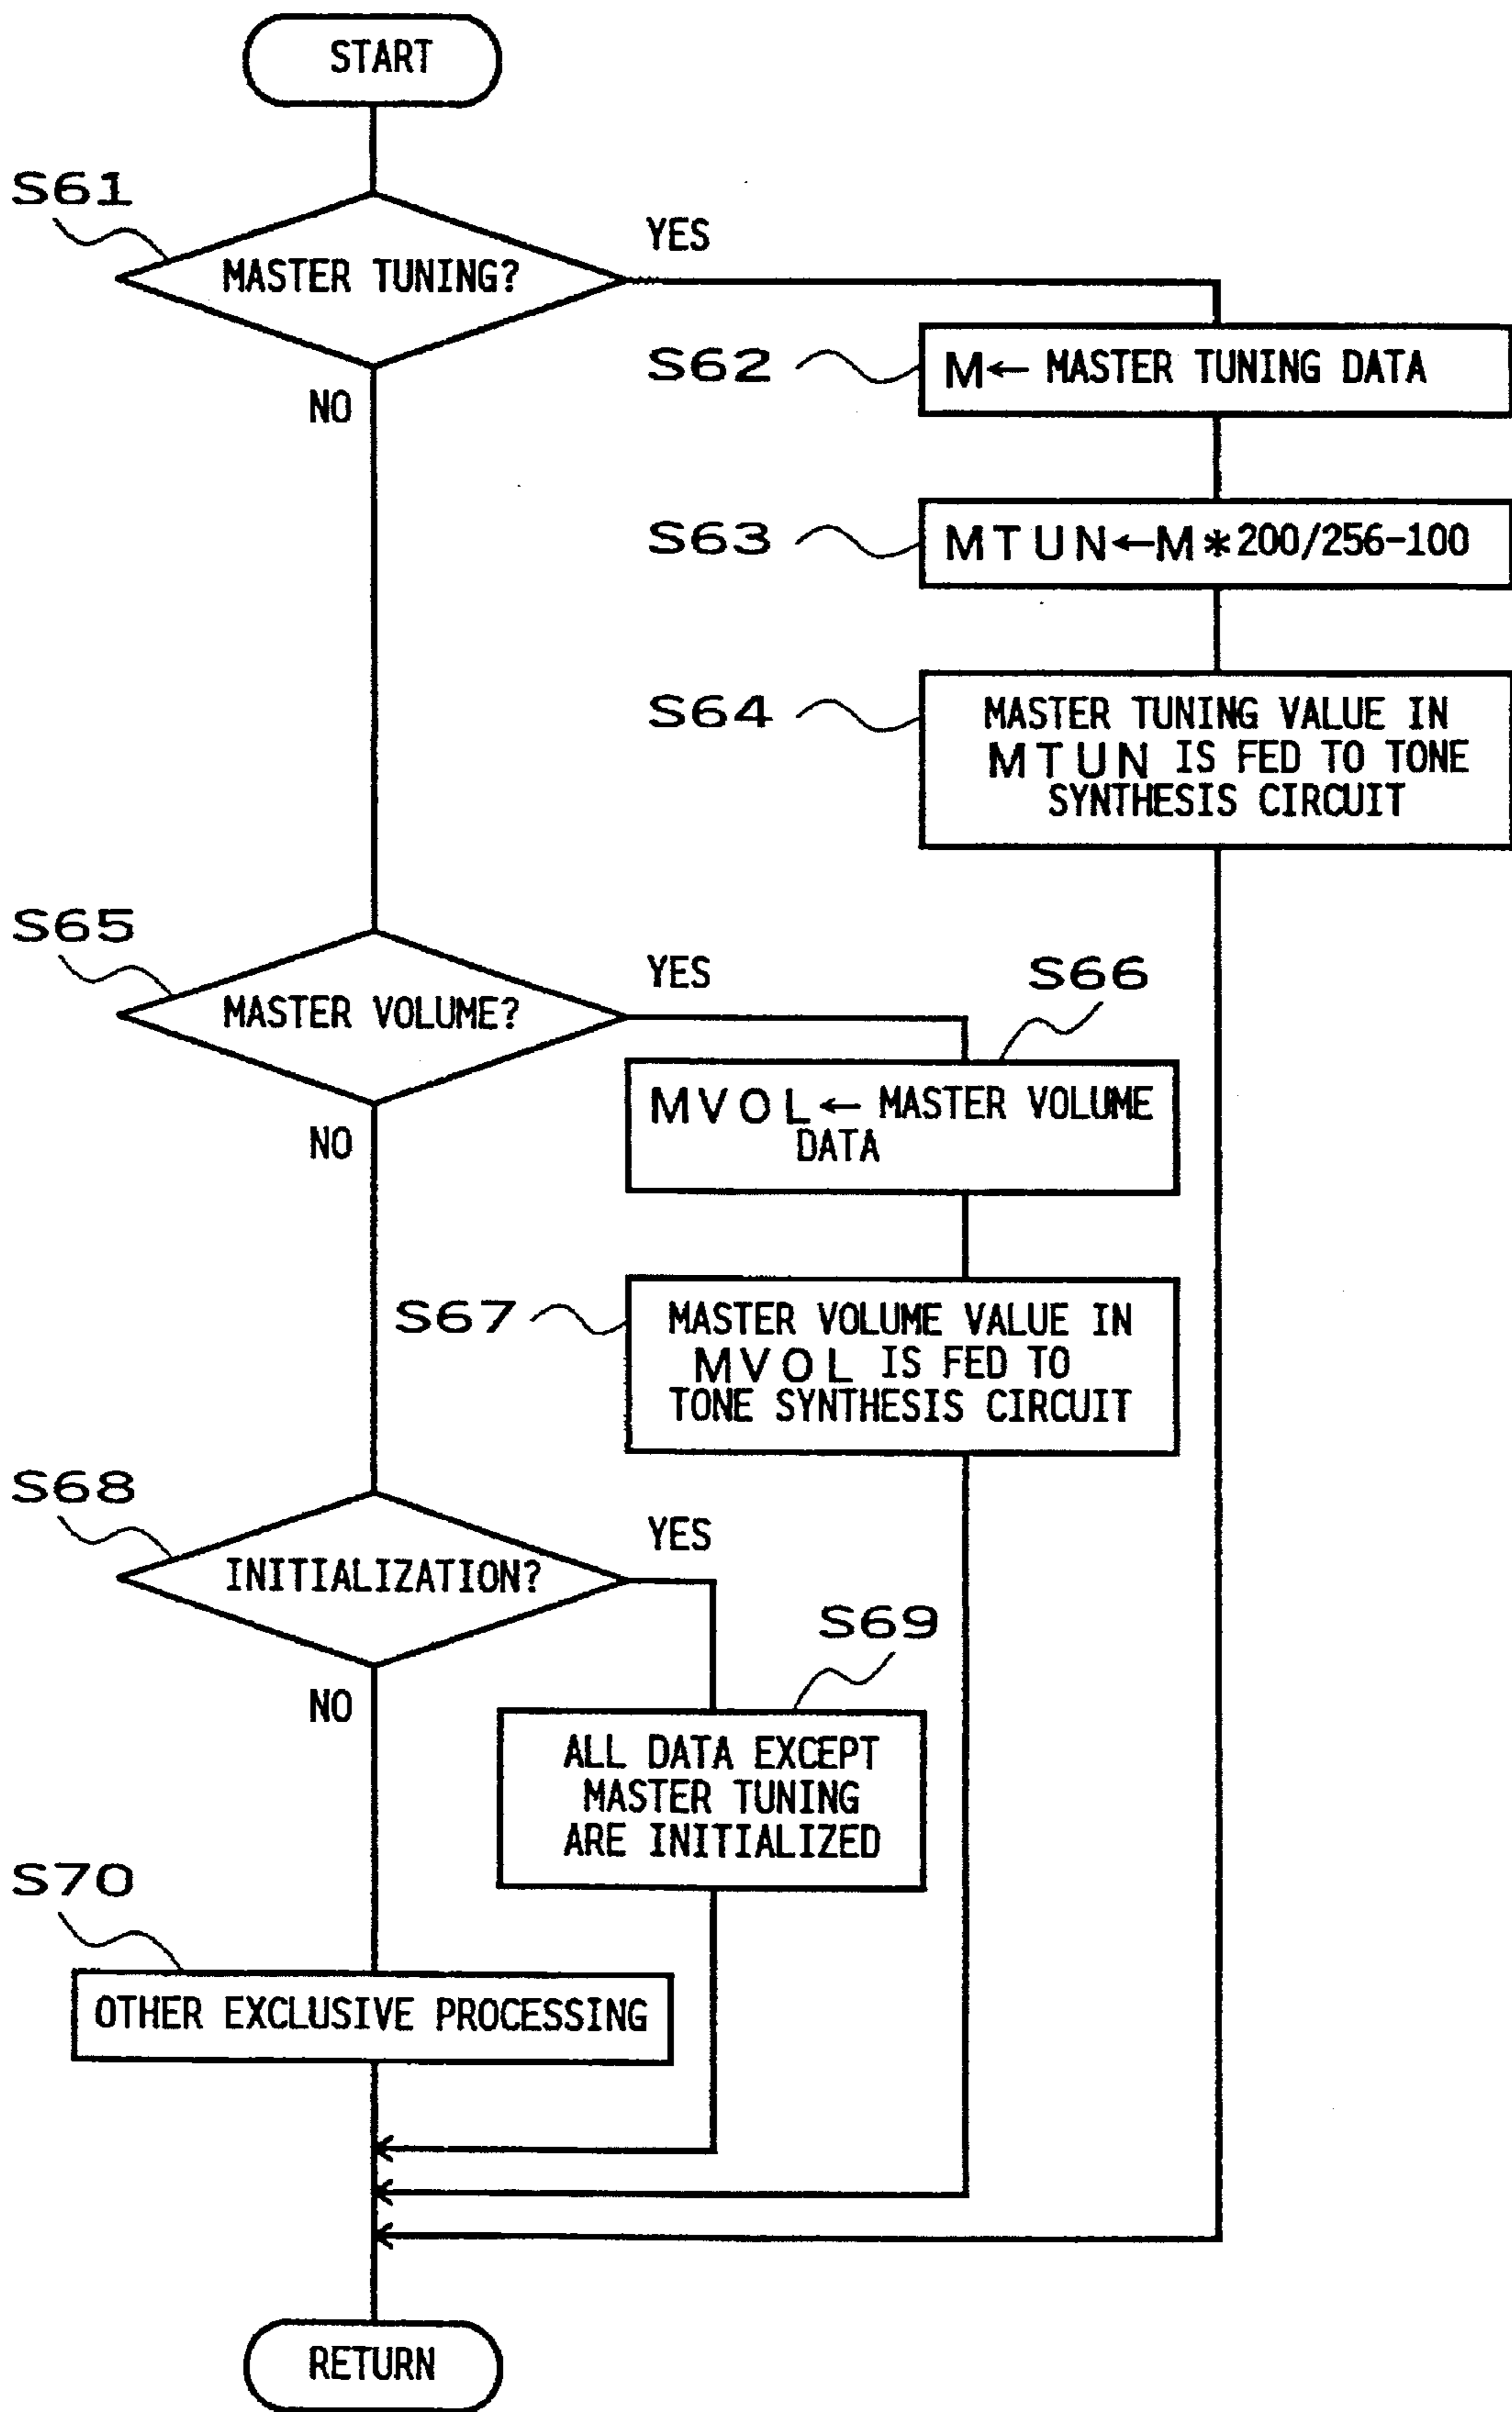 START
S61
MASTER TUNING?
YES
NO
S62
M← MASTER TUNING DATA
S63
MTUN←M*200/256-100
S64
MASTER TUNING VALUE IN
MTUN IS FED TO TONE
SYNTHESIS CIRCUIT
S65
MASTER VOLUME?
YES
NO
S66
MVOL← MASTER VOLUME
DATA
S67
MASTER VOLUME VALUE IN
MVOL IS FED TO
TONE SYNTHESIS CIRCUIT
S68
INITIALIZATION?
YES
NO
S69
ALL DATA EXCEPT
MASTER TUNING
ARE INITIALIZED
S70
OTHER EXCLUSIVE PROCESSING
RETURN